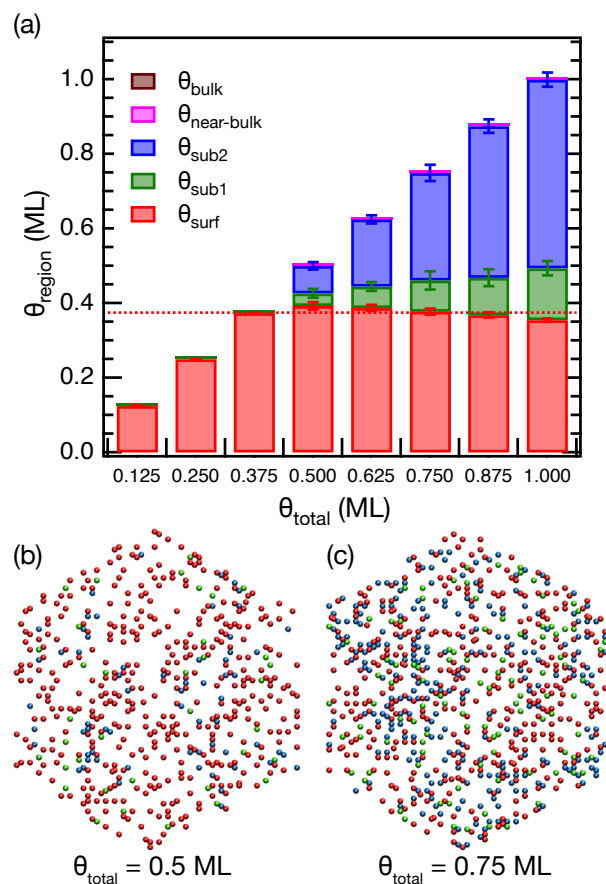 (a)
θbulk
θnear-bulk
θsub2
θsub1
θsurf
θregion (ML)
1.0
0.8
0.6
0.4
0.2
0.0
0.125 0.250 0.375 0.500 0.625 0.750 0.875 1.000
θtotal (ML)
(b) (c)
θtotal = 0.5 ML θtotal = 0.75 ML